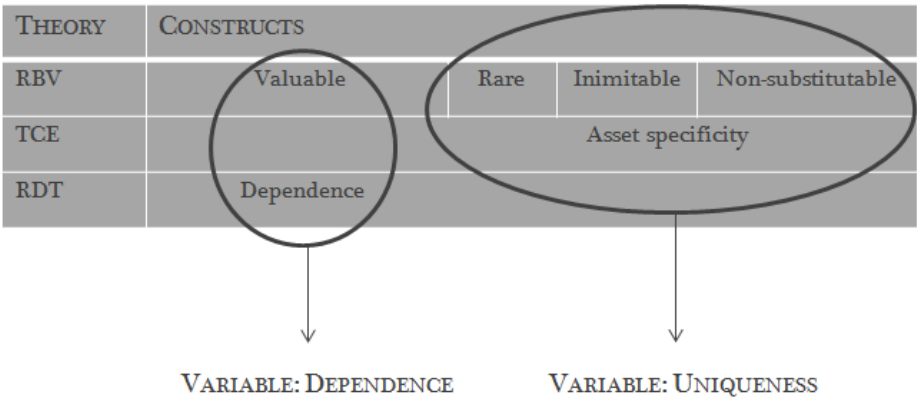 THEORY CONSTRUCTS
RBV Valuable Rare Inimitable Non-substitutable
TCE Asset specificity
RDT Dependence
VARIABLE: DEPENDENCE VARIABLE: UNIQUENESS